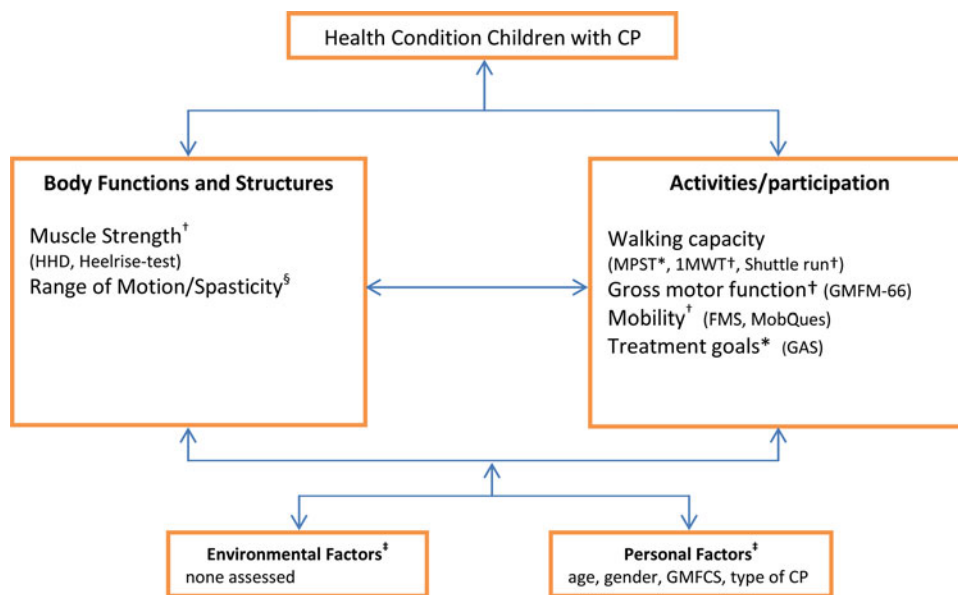 Health Condition Children with CP
Body Functions and Structures
Muscle Strength†
(HHD, Heelrise-test)
Range of Motion/Spasticity§
Activities/participation
Walking capacity
(MPST*, 1MWT†, Shuttle run†)
Gross motor function† (GMFM-66)
Mobility† (FMS, MobQues)
Treatment goals* (GAS)
Environmental Factors‡
none assessed
Personal Factors‡
age, gender, GMFCS, type of CP